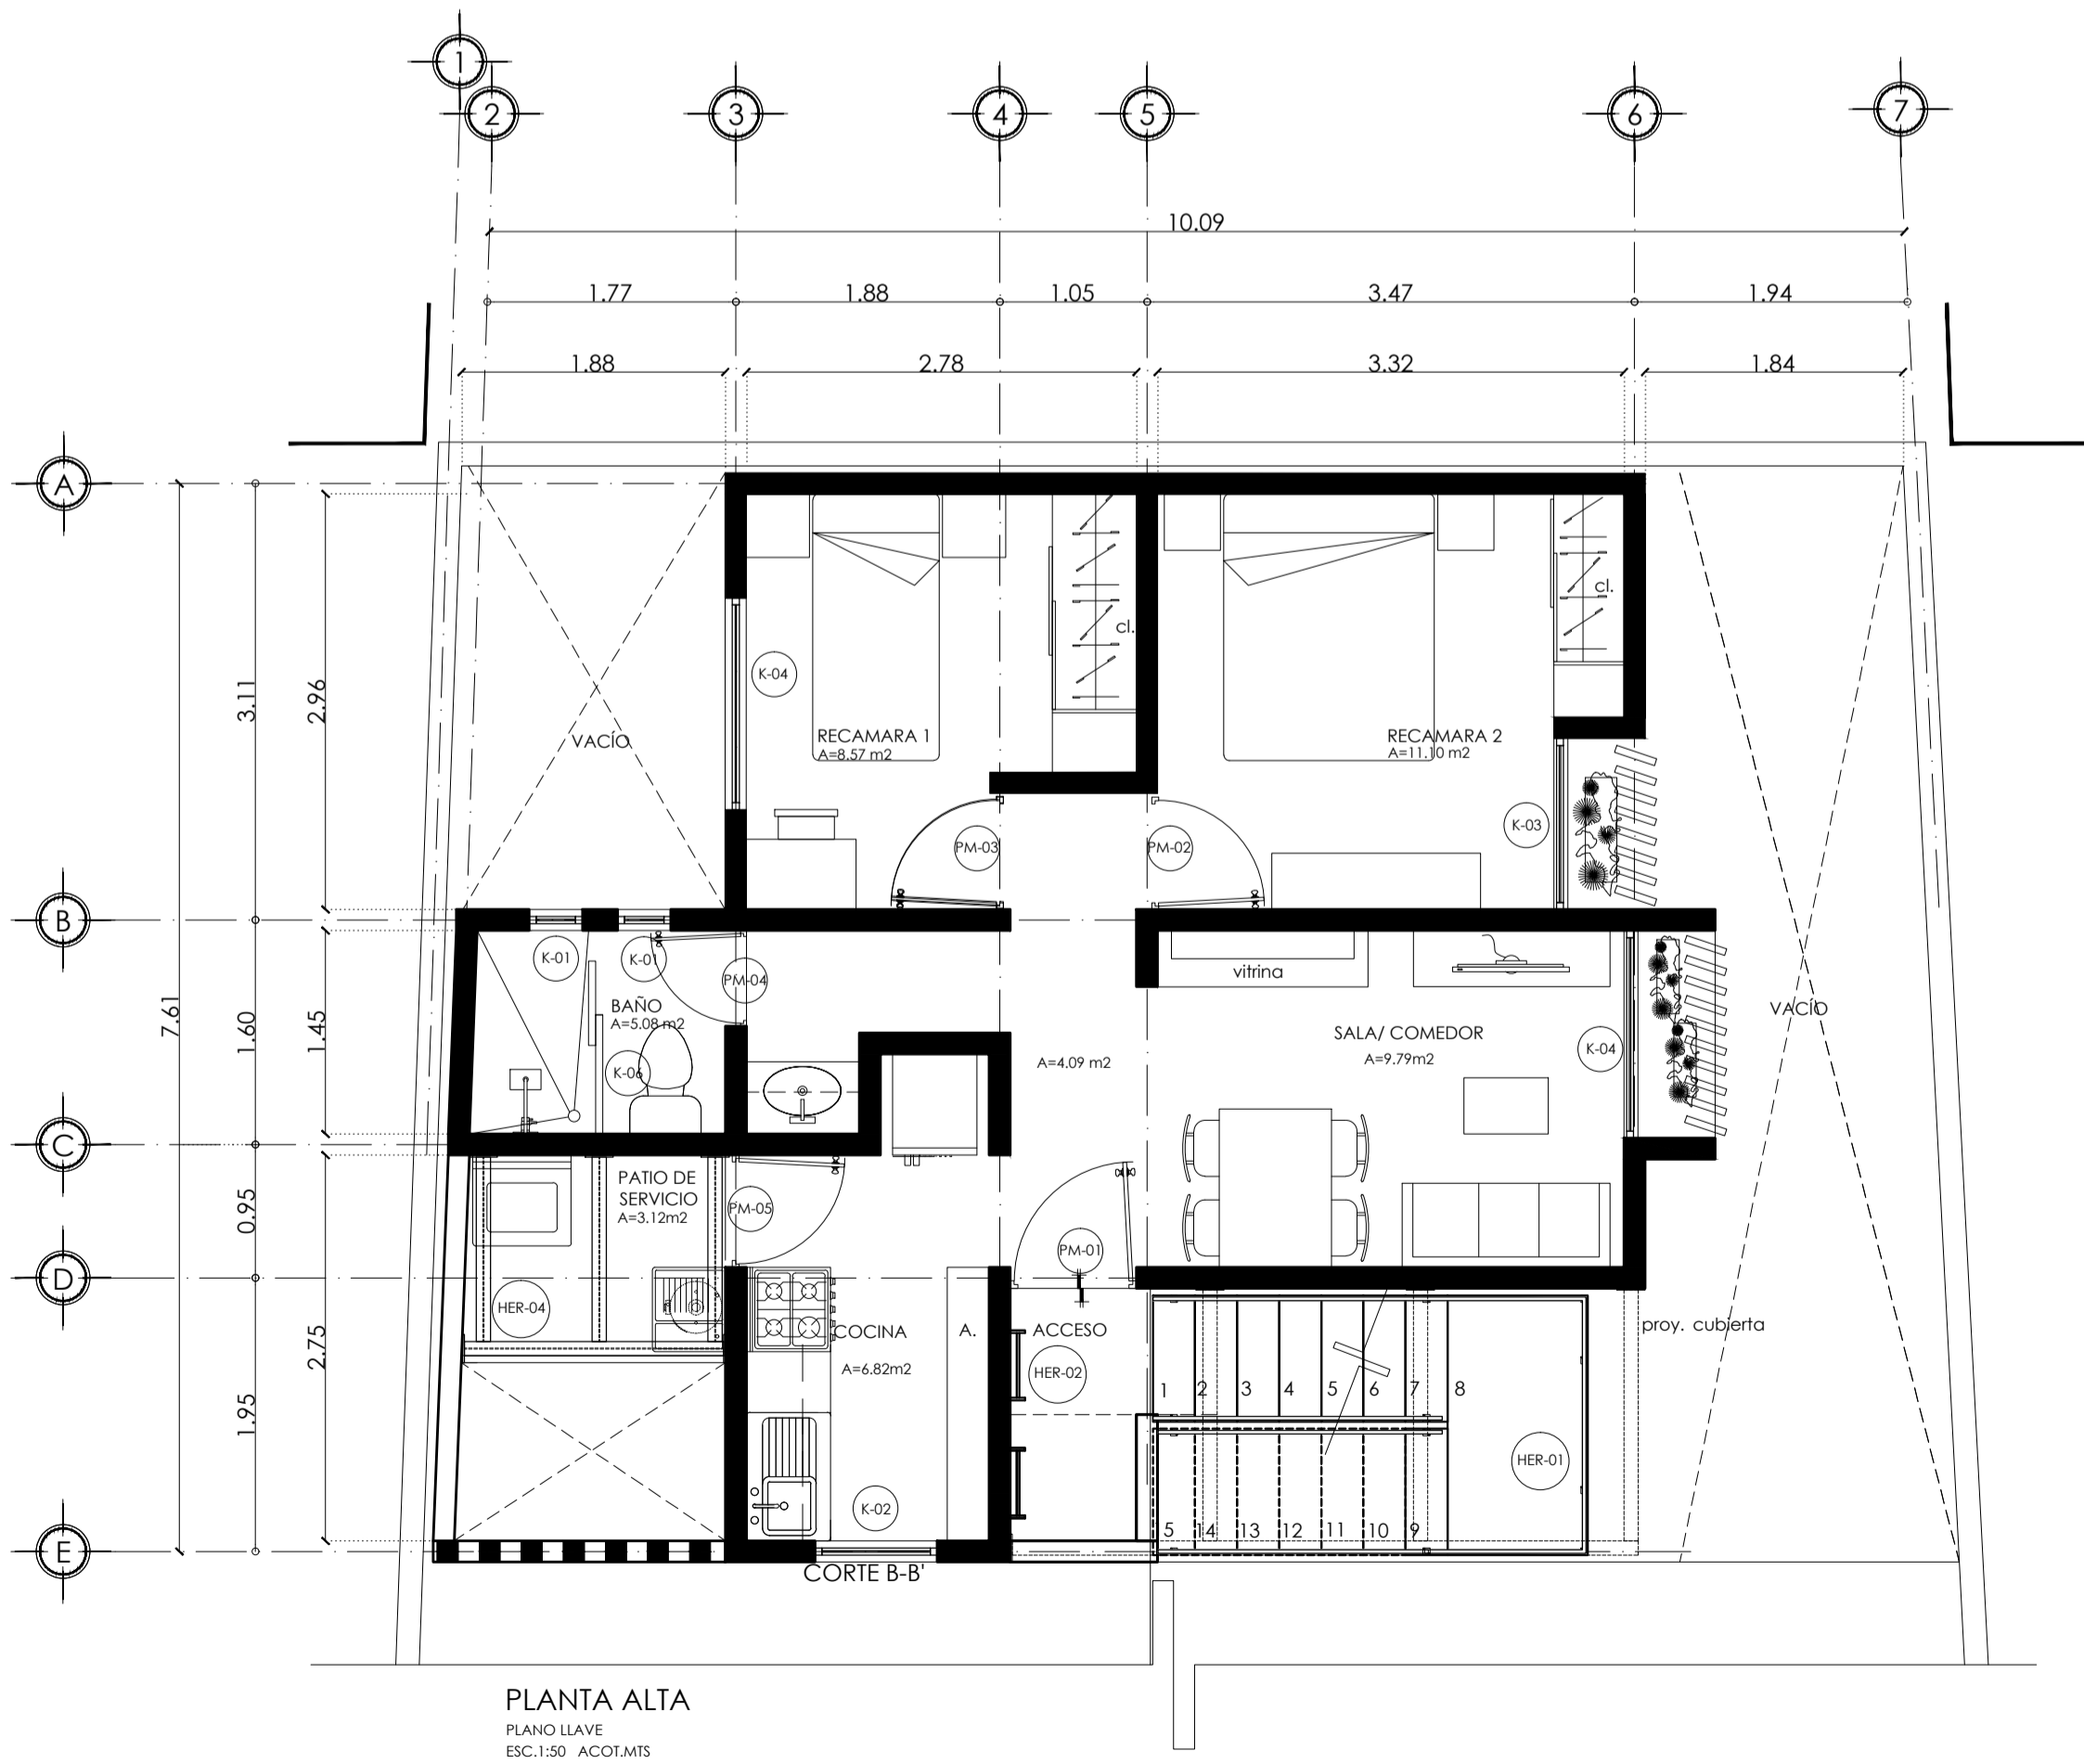 1
2 3 4 5 6 7
10.09
1.77 1.88 1.05 3.47 1.94
1.88 2.78 3.32 1.84
A
B
C
D
E
7.61
3.11
1.60
0.95
1.95
2.96
1.45
2.75
VACÍO
K-04
RECAMARA 1
A=8.57 m2
cl.
PM-03
RECAMARA 2
A=11.10 m2
cl.
K-03
PM-02
K-01
K-01
PM-04
BAÑO
A=5.08 m2
K-06
A=4.09 m2
vitrina
SALA/ COMEDOR
A=9.79m2
K-04
VACÍO
PATIO DE
SERVICIO
A=3.12m2
PM-05
HER-04
PM-01
COCINA
A=6.82m2
A.
K-02
ACCESO
HER-02
1 2 3 4 5 6 7 8
5 14 13 12 11 10 9
HER-01
proy. cubierta
CORTE B-B'
PLANTA ALTA
PLANO LLAVE
ESC.1:50 ACOT.MTS